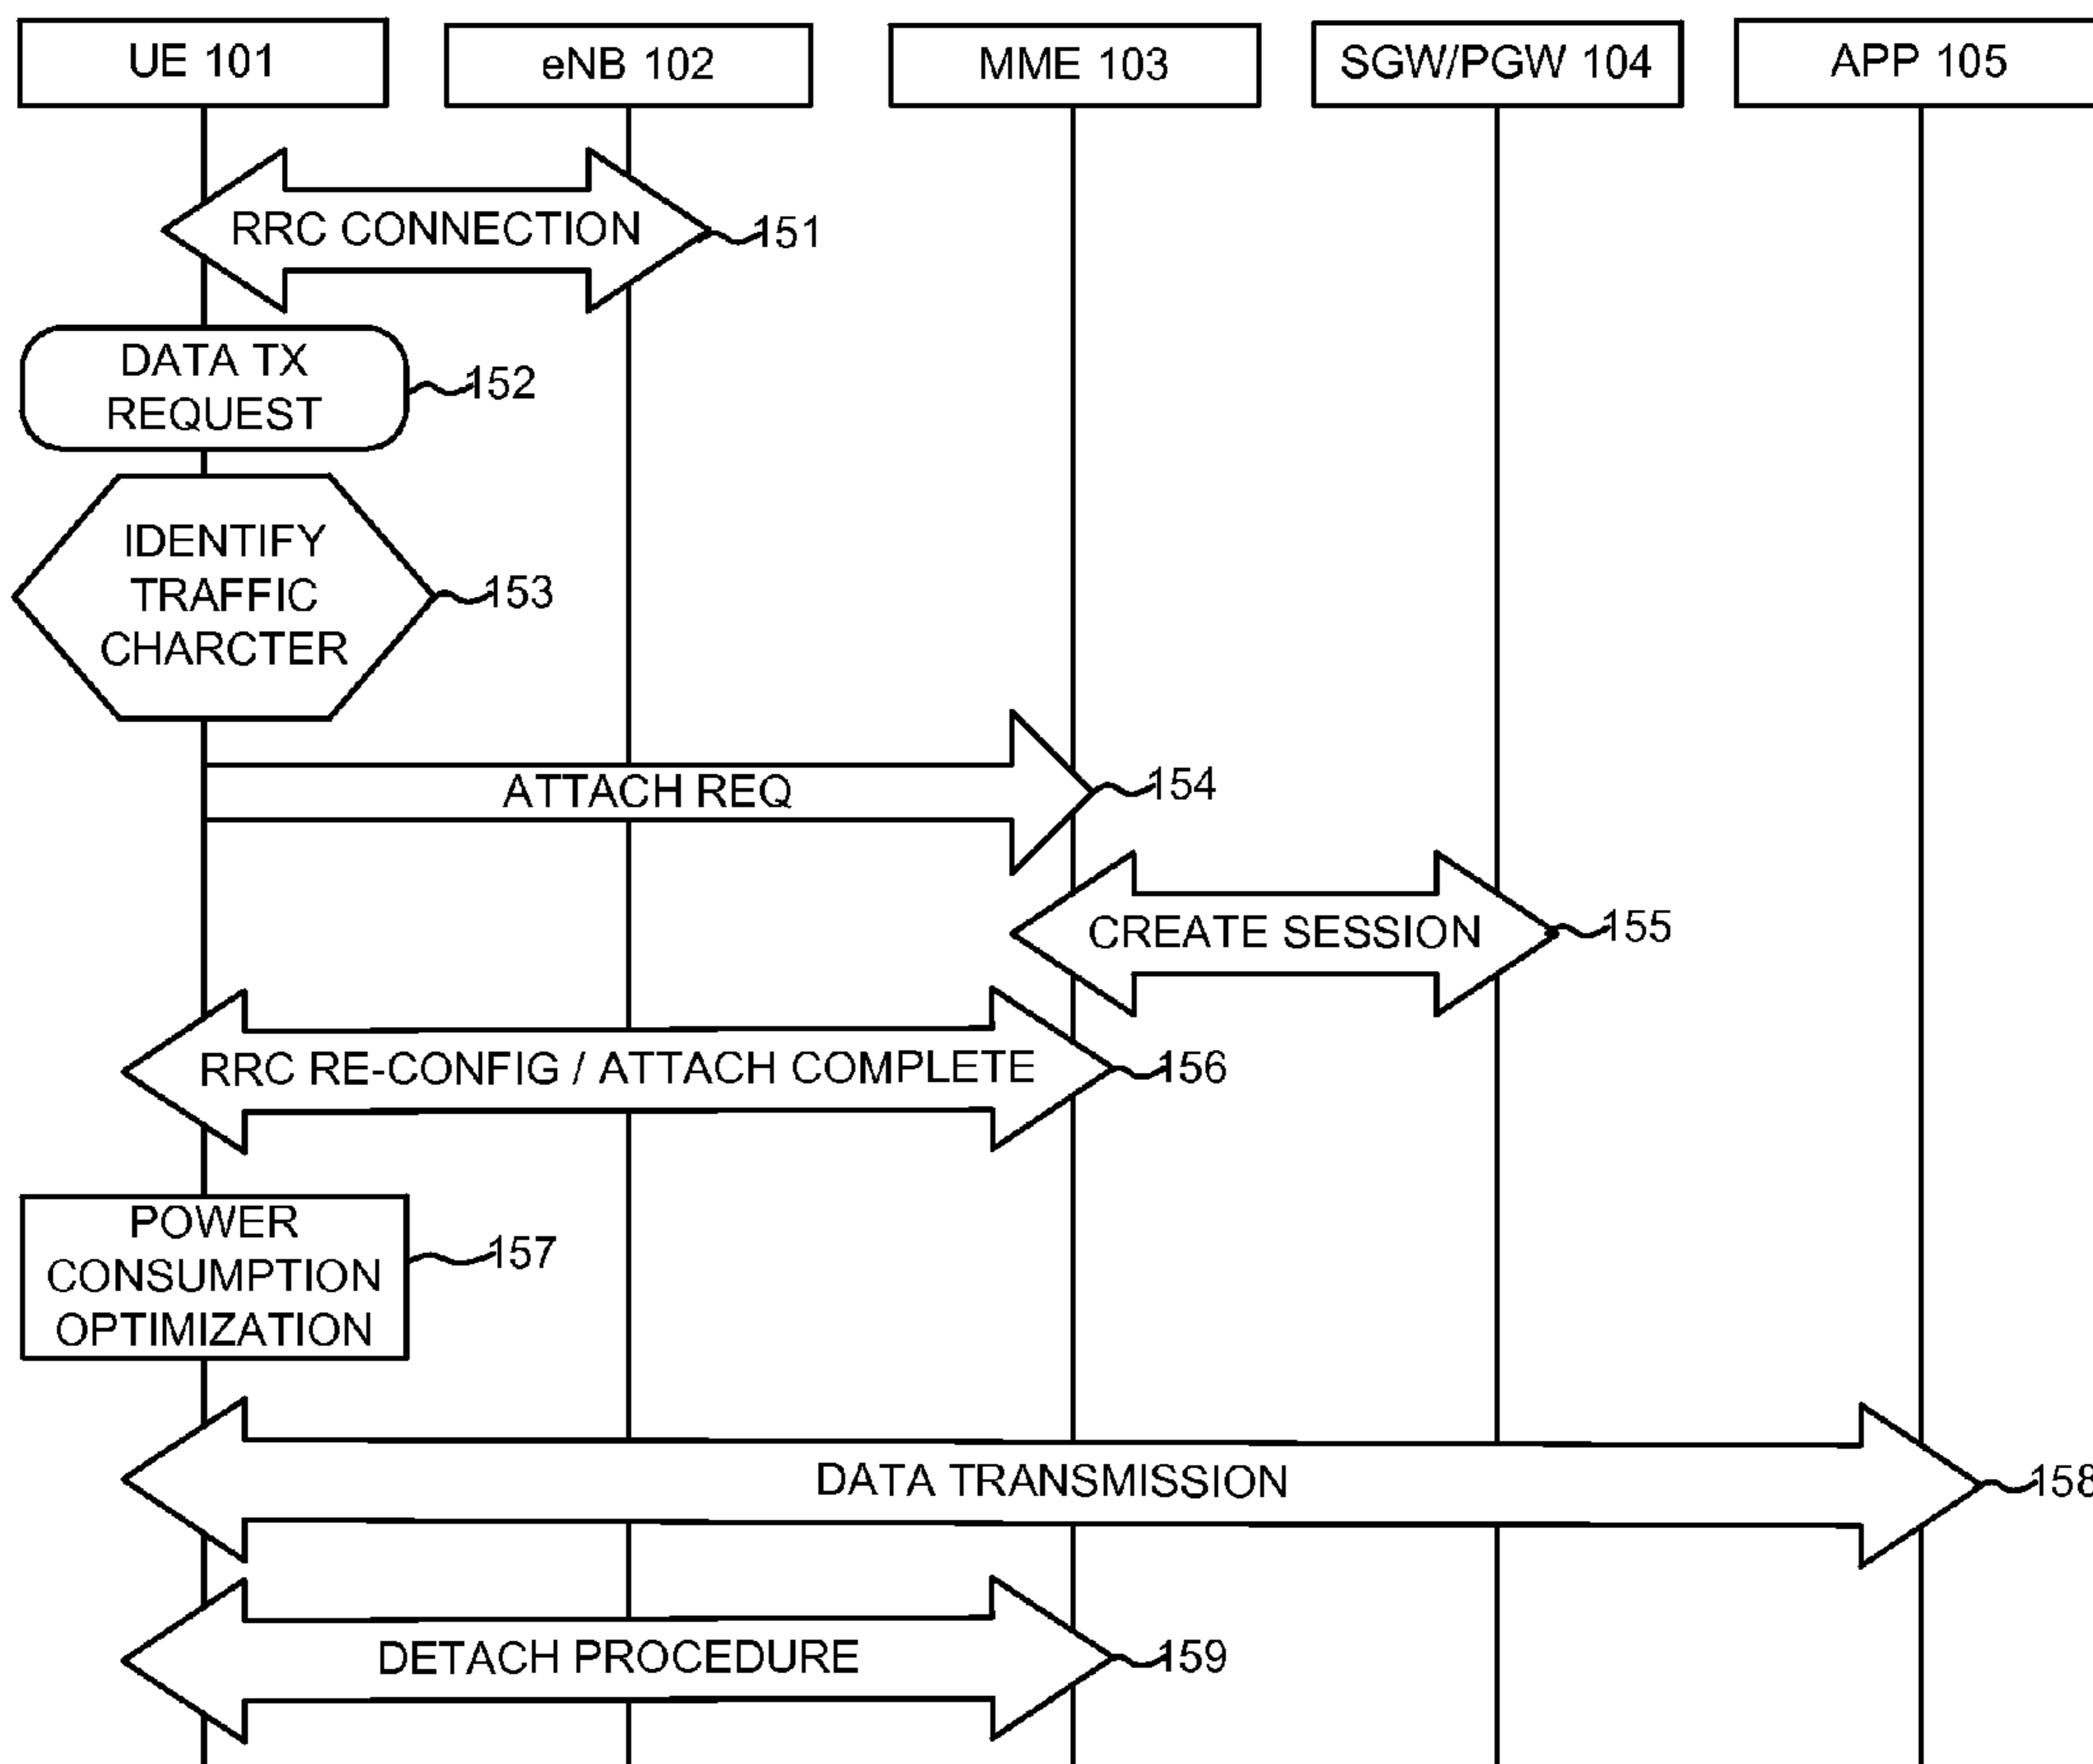 UE 101
eNB 102
MME 103
SGW/PGW 104
APP 105
RRC CONNECTION
151
DATA TX
REQUEST
152
IDENTIFY
TRAFFIC
CHARCTER
153
ATTACH REQ
154
CREATE SESSION
155
RRC RE-CONFIG / ATTACH COMPLETE
156
POWER
CONSUMPTION
OPTIMIZATION
157
DATA TRANSMISSION
158
DETACH PROCEDURE
159